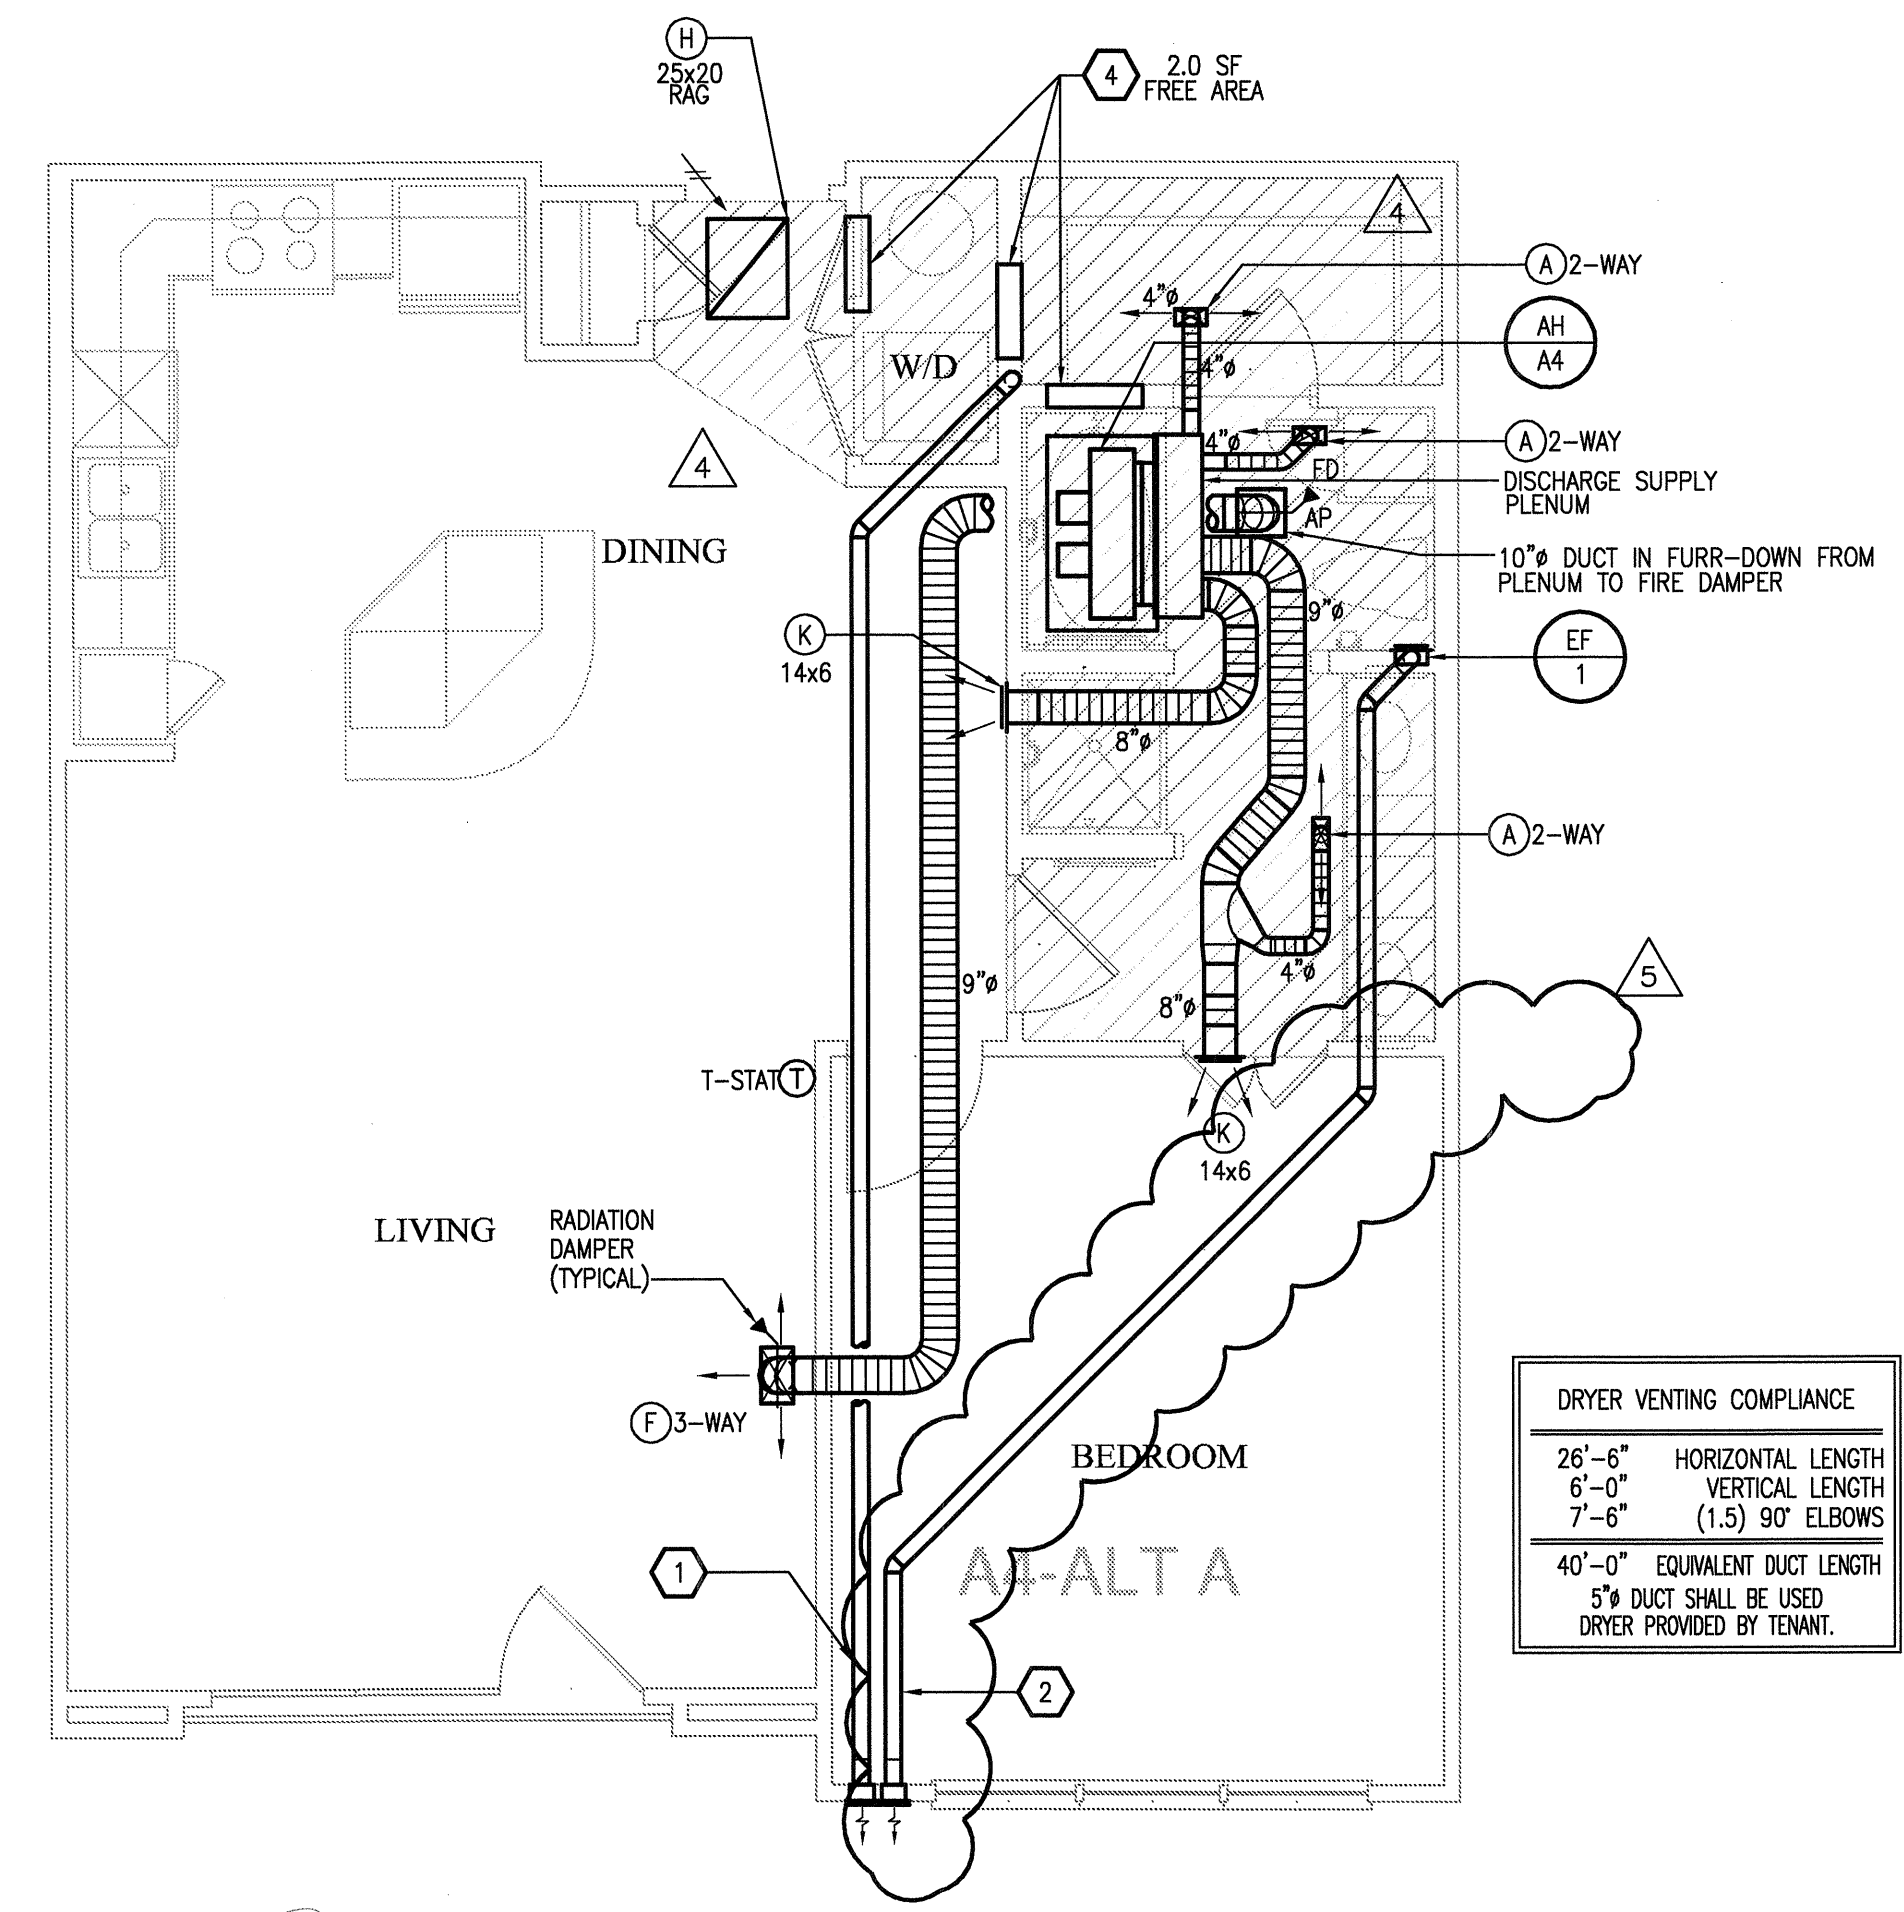 H
25x20
RAG
4
2.0 SF
FREE AREA
4
A 2-WAY
4"ø
AH
A4
4"ø
W/D
A 2-WAY
4"ø
4
FD
DISCHARGE SUPPLY
PLENUM
AP
DINING
10"ø DUCT IN FURR-DOWN FROM
PLENUM TO FIRE DAMPER
9"ø
K
14x6
EF
1
8"ø
A 2-WAY
9"ø
4"ø
5
8"ø
T-STAT T
K
14x6
LIVING
RADIATION
DAMPER
(TYPICAL)
F 3-WAY
BEDROOM
DRYER VENTING COMPLIANCE
26'-6" HORIZONTAL LENGTH
6'-0" VERTICAL LENGTH
7'-6" (1.5) 90° ELBOWS
40'-0" EQUIVALENT DUCT LENGTH
5"ø DUCT SHALL BE USED
DRYER PROVIDED BY TENANT.
1
A4-ALT A
2